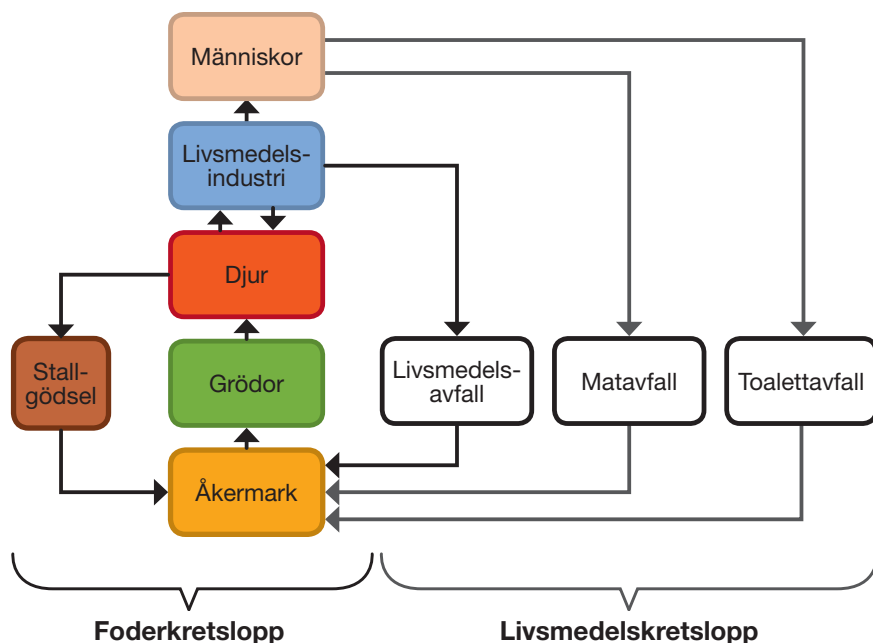 Människor
Livsmedels-
industri
Djur
Stall-
gödsel
Grödor
Livsmedels-
avfall
Matavfall
Toalettavfall
Åkermark
Foderkretslopp
Livsmedelskretslopp